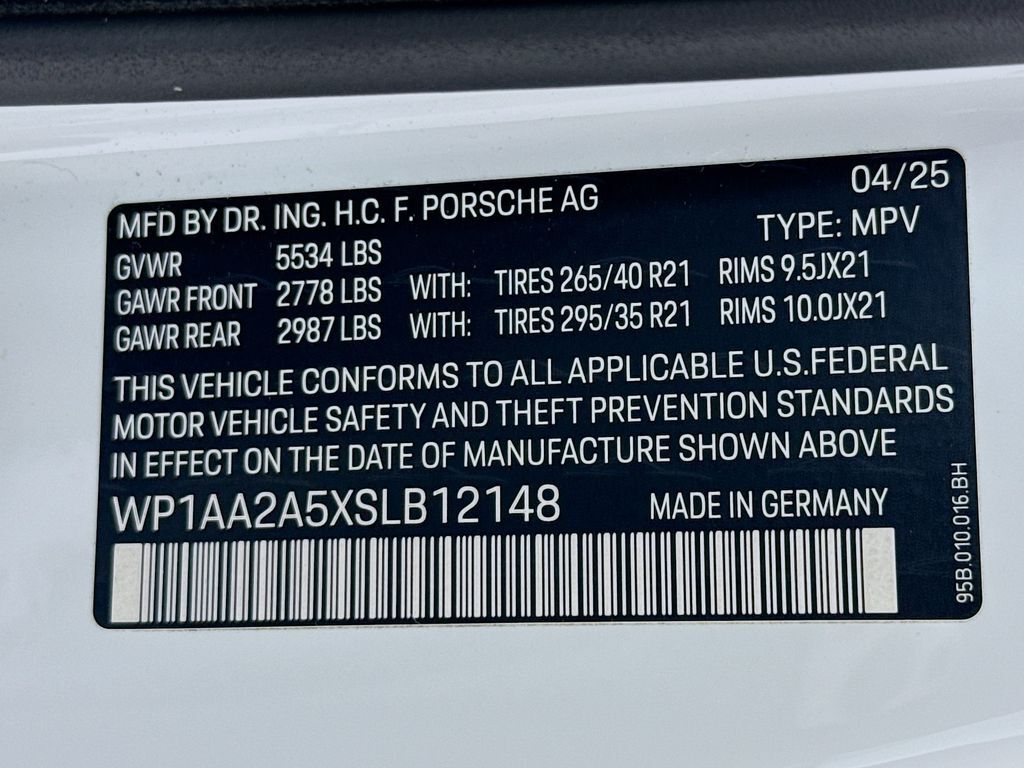 MFD BY DR. ING. H.C. F. PORSCHE AG 04/25
TYPE: MPV
GVWR 5534 LBS
GAWR FRONT 2778 LBS WITH: TIRES 265/40 R21 RIMS 9.5JX21
GAWR REAR 2987 LBS WITH: TIRES 295/35 R21 RIMS 10.0JX21
THIS VEHICLE CONFORMS TO ALL APPLICABLE U.S.FEDERAL
MOTOR VEHICLE SAFETY AND THEFT PREVENTION STANDARDS
IN EFFECT ON THE DATE OF MANUFACTURE SHOWN ABOVE
WP1AA2A5XSLB12148 MADE IN GERMANY
95B.010.016.BH